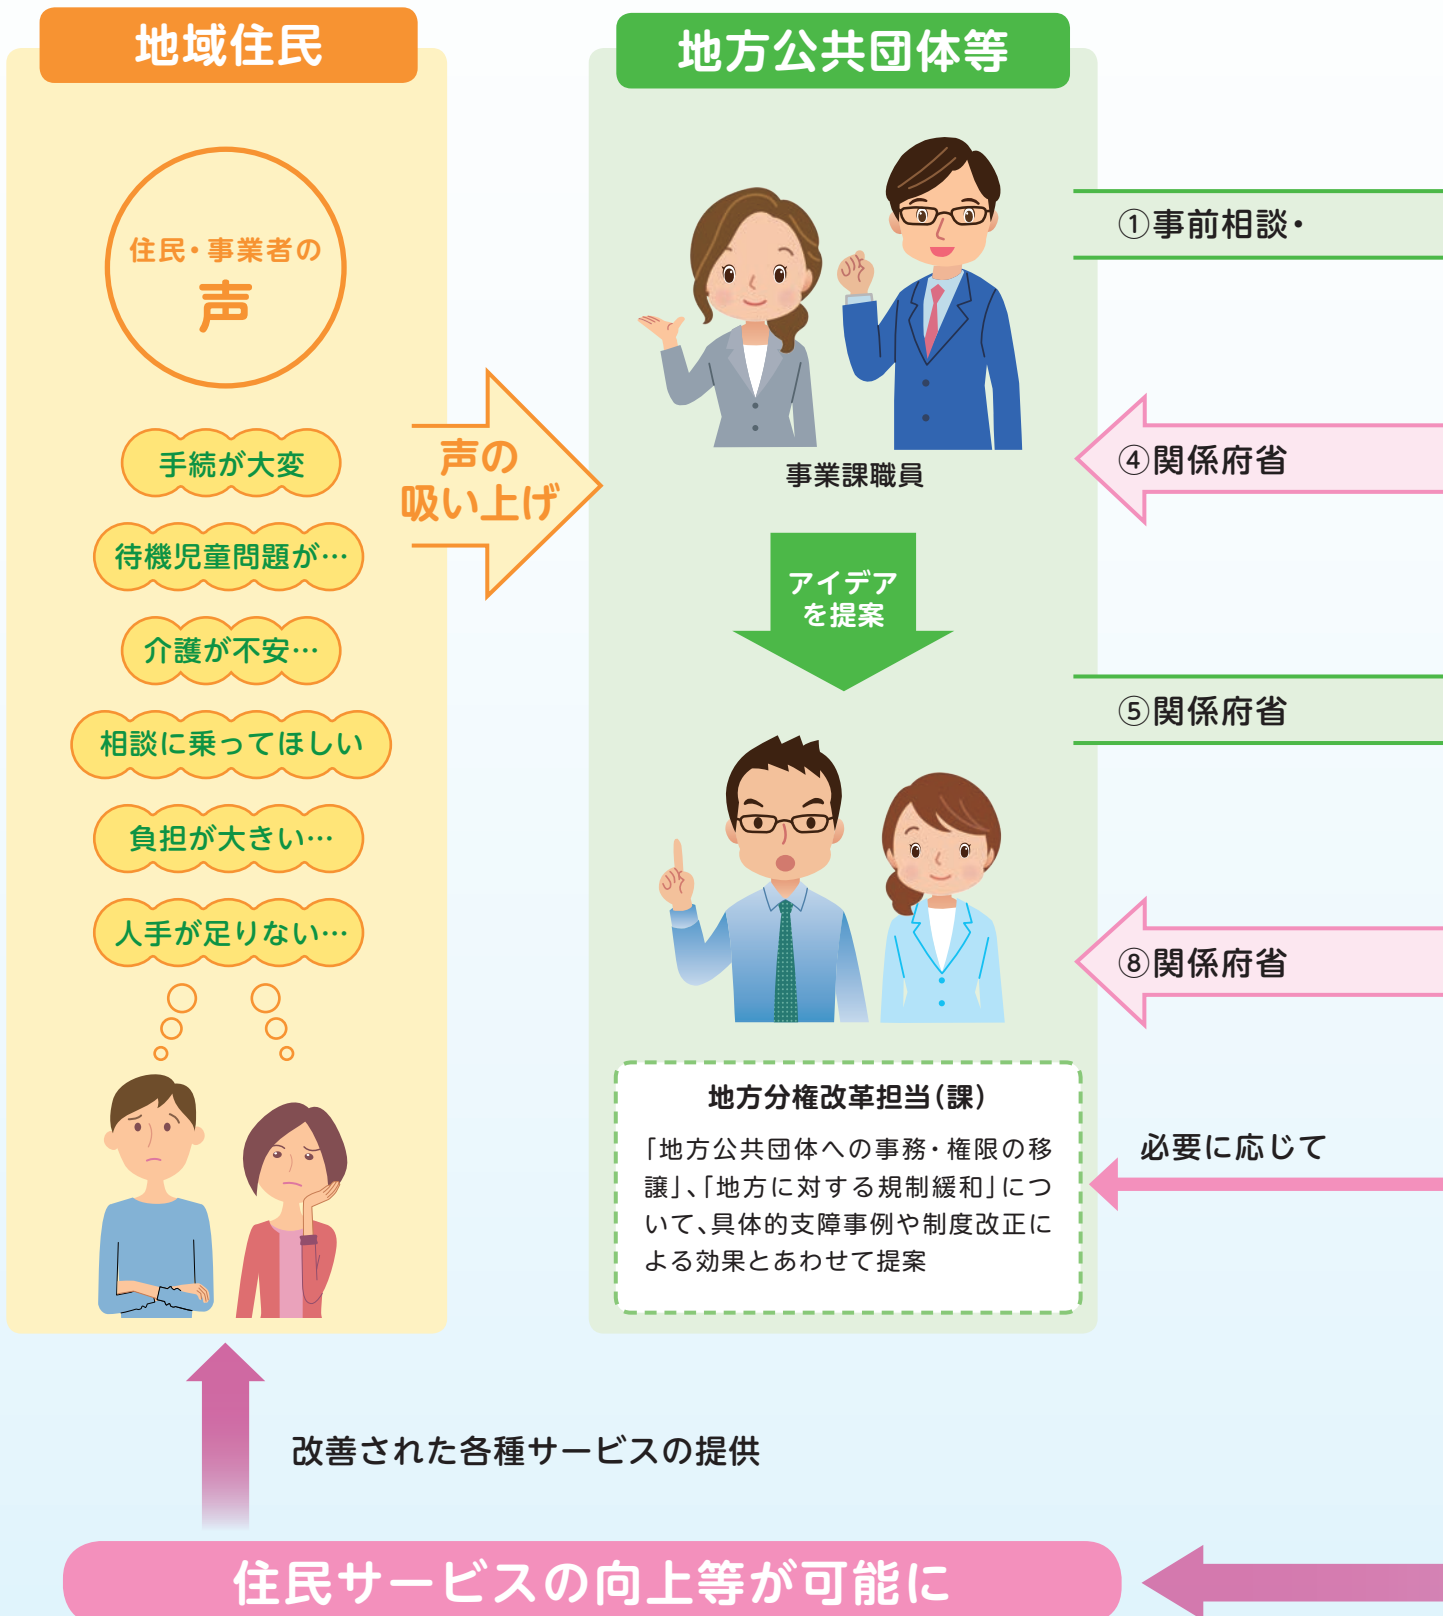 地域住民
住民・事業者の
声
手続が大変
待機児童問題が…
介護が不安…
相談に乗ってほしい
負担が大きい…
人手が足りない…
声の
吸い上げ
地方公共団体等
事業課職員
アイデア
を提案
地方分権改革担当（課）
「地方公共団体への事務・権限の移
譲」、「地方に対する規制緩和」につ
いて、具体的支障事例や制度改正に
よる効果とあわせて提案
①事前相談・
④関係府省
⑤関係府省
⑧関係府省
必要に応じて
改善された各種サービスの提供
住民サービスの向上等が可能に